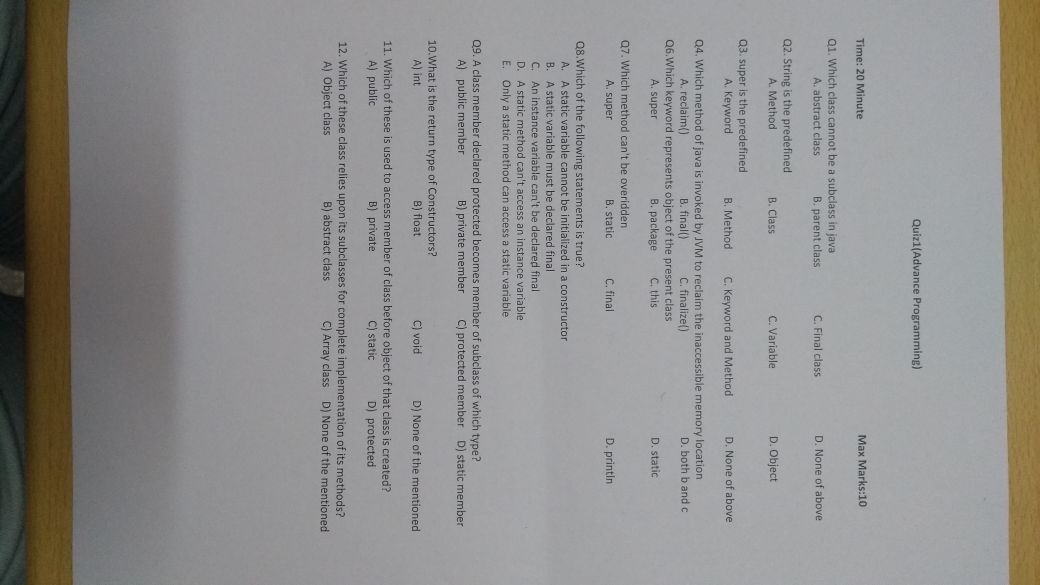 Quiz1(Advance Programming)
Time: 20 Minute Max Marks:10
Q1. Which class cannot be a subclass in java
A. abstract class B. parent class C. Final class D. None of above
Q2. String is the predefined
A. Method B. Class C. Variable D. Object
Q3. super is the predefined
A. Keyword B. Method C. Keyword and Method D. None of above
Q4. Which method of java is invoked by JVM to reclaim the inaccessible memory location
A. reclaim() B. final() C. finalize() D. both b and c
Q6.Which keyword represents object of the present class
A. super B. package C. this D. static
Q7. Which method can't be overidden
A. super B. static C. final D. println
Q8.Which of the following statements is true?
A. A static variable cannot be initialized in a constructor
B. A static variable must be declared final
C. An instance variable can't be declared final
D. A static method can't access an instance variable
E. Only a static method can access a static variable
Q9. A class member declared protected becomes member of subclass of which type?
A) public member B) private member C) protected member D) static member
10.What is the return type of Constructors?
A) int B) float C) void D) None of the mentioned
11. Which of these is used to access member of class before object of that class is created?
A) public B) private C) static D) protected
12. Which of these class relies upon its subclasses for complete implementation of its methods?
A) Object class B) abstract class C) Array class D) None of the mentioned